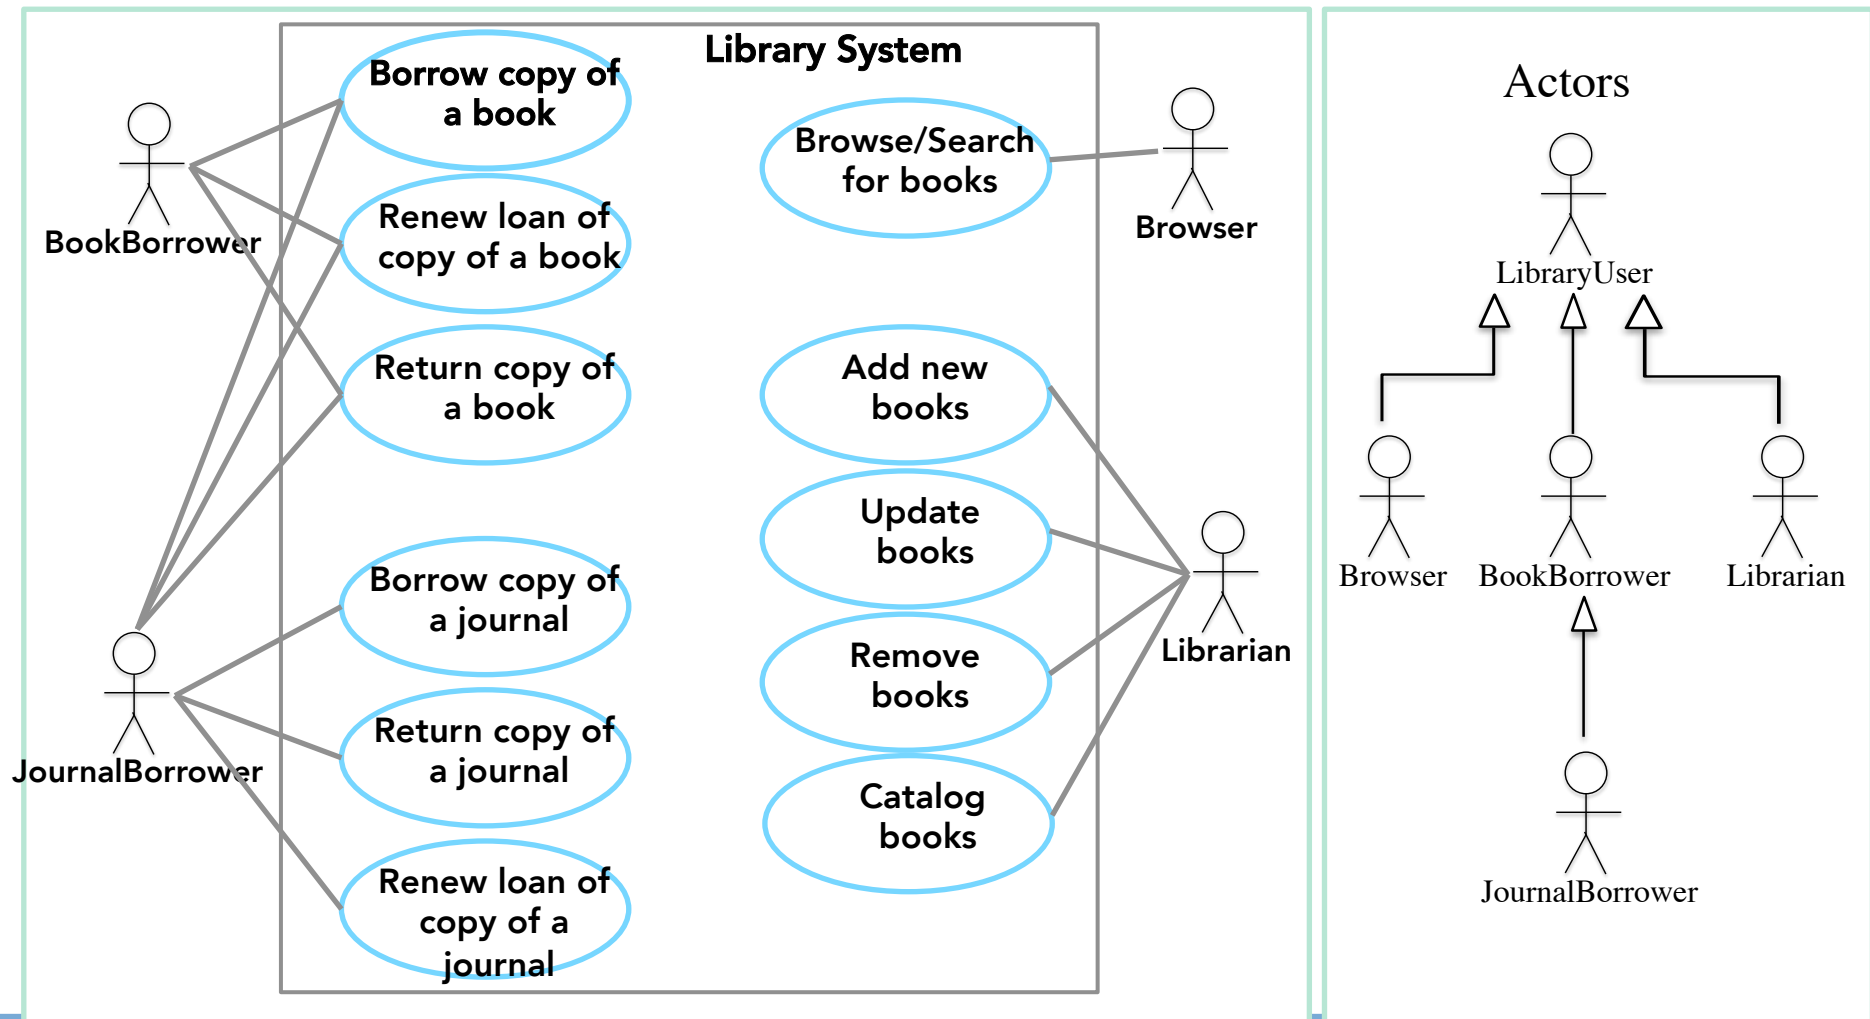 Library System
Borrow copy of
a book
Renew loan of
copy of a book
Return copy of
a book
Borrow copy of
a journal
Return copy of
a journal
Renew loan of
copy of a
journal
Browse/Search
for books
Add new
books
Update
books
Remove
books
Catalog
books
BookBorrower
JournalBorrower
Browser
Librarian
Actors
LibraryUser
Browser
BookBorrower
Librarian
JournalBorrower